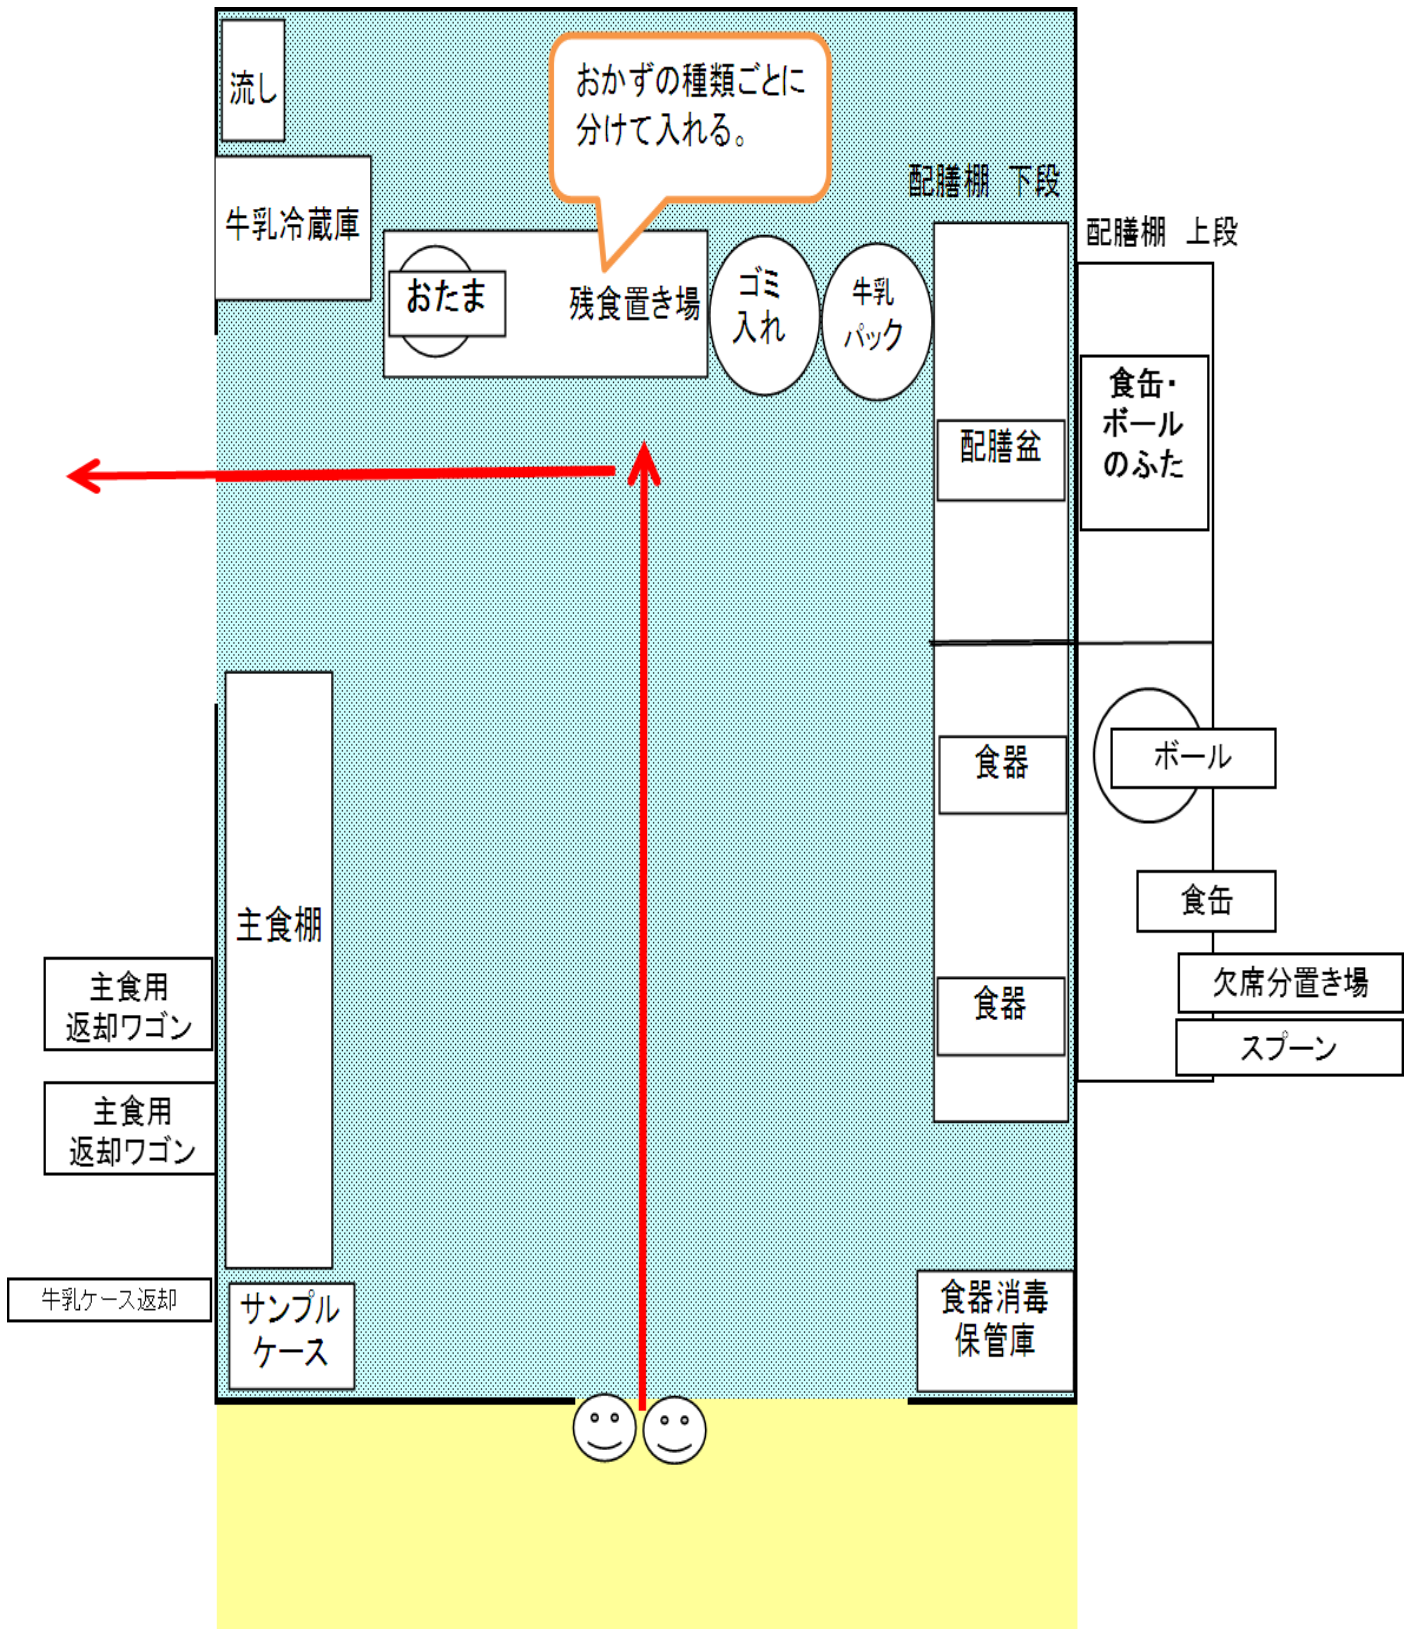 流し
おかずの種類ごとに
分けて入れる。
牛乳冷蔵庫
おたま
残食置き場
ゴミ
入れ
牛乳
パック
配膳棚　下段
配膳棚　上段
食缶・
ボール
のふた
配膳盆
食器
ボール
食缶
主食棚
欠席分置き場
食器
スプーン
主食用
返却ワゴン
主食用
返却ワゴン
牛乳ケース返却
サンプル
ケース
食器消毒
保管庫